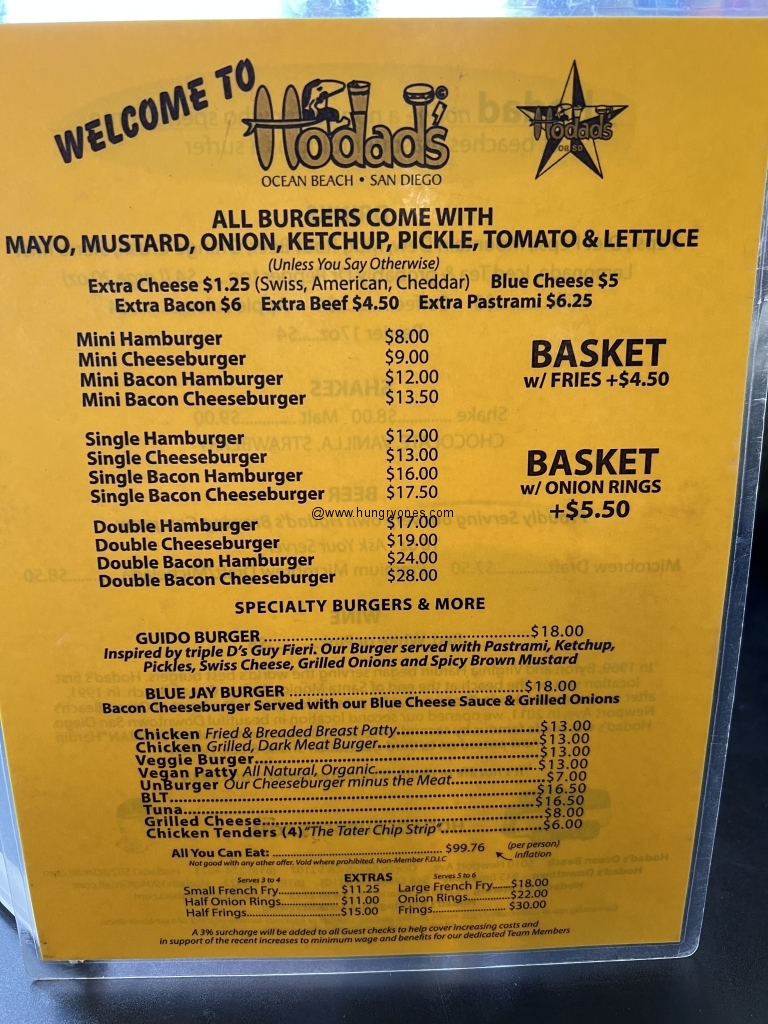 WELCOME TO
Hodad's ©
OCEAN BEACH • SAN DIEGO
Hodad's
OB SD
ALL BURGERS COME WITH
MAYO, MUSTARD, ONION, KETCHUP, PICKLE, TOMATO & LETTUCE
(Unless You Say Otherwise)
Extra Cheese $1.25 (Swiss, American, Cheddar) Blue Cheese $5
Extra Bacon $6 Extra Beef $4.50 Extra Pastrami $6.25
Mini Hamburger $8.00
Mini Cheeseburger $9.00
Mini Bacon Hamburger $12.00
Mini Bacon Cheeseburger $13.50
BASKET
w/ FRIES +$4.50
Single Hamburger $12.00
Single Cheeseburger $13.00
Single Bacon Hamburger $16.00
Single Bacon Cheeseburger $17.50
BASKET
w/ ONION RINGS
+$5.50
@www.hungryones.com
Double Hamburger $17.00
Double Cheeseburger $19.00
Double Bacon Hamburger $24.00
Double Bacon Cheeseburger $28.00
SPECIALTY BURGERS & MORE
GUIDO BURGER ........ $18.00
Inspired by triple D's Guy Fieri. Our Burger served with Pastrami, Ketchup,
Pickles, Swiss Cheese, Grilled Onions and Spicy Brown Mustard
BLUE JAY BURGER ........ $18.00
Bacon Cheeseburger Served with our Blue Cheese Sauce & Grilled Onions
Chicken Fried & Breaded Breast Patty........ $13.00
Chicken Grilled, Dark Meat Burger........ $13.00
Veggie Burger........ $13.00
Vegan Patty All Natural, Organic........ $13.00
UnBurger Our Cheeseburger minus the Meat........ $7.00
BLT........ $16.50
Tuna........ $16.50
Grilled Cheese........ $8.00
Chicken Tenders (4) "The Tater Chip Strip"........ $6.00
All You Can Eat: ........ $99.76 (per person)
inflation
Not good with any other offer. Void where prohibited. Non-Member F.D.I.C
EXTRAS
Serves 3 to 4
Small French Fry........ $11.25
Half Onion Rings........ $11.00
Half Frings........ $15.00
Serves 5 to 6
Large French Fry........ $18.00
Onion Rings........ $22.00
Frings........ $30.00
A 3% surcharge will be added to all Guest checks to help cover increasing costs and
in support of the recent increases to minimum wage and benefits for our dedicated Team Members